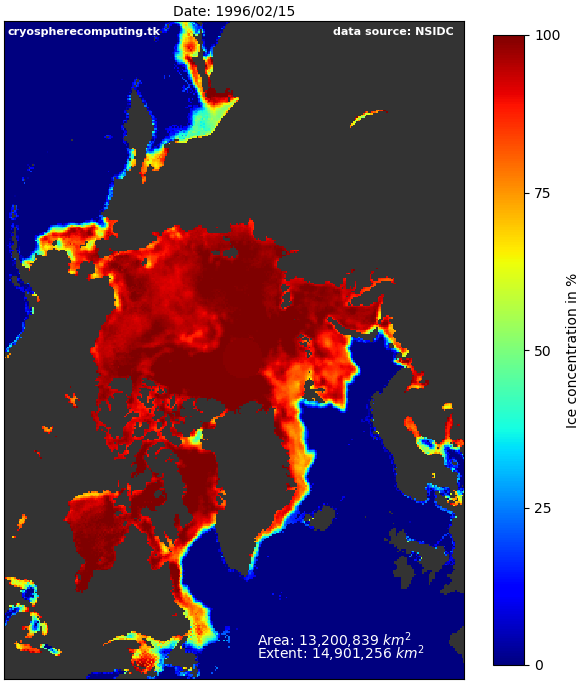 Date: 1996/02/15
cryospherecomputing.tk
data source: NSIDC
100
75
50
25
0
Ice concentration in %
Area: 13,200,839 km²
Extent: 14,901,256 km²